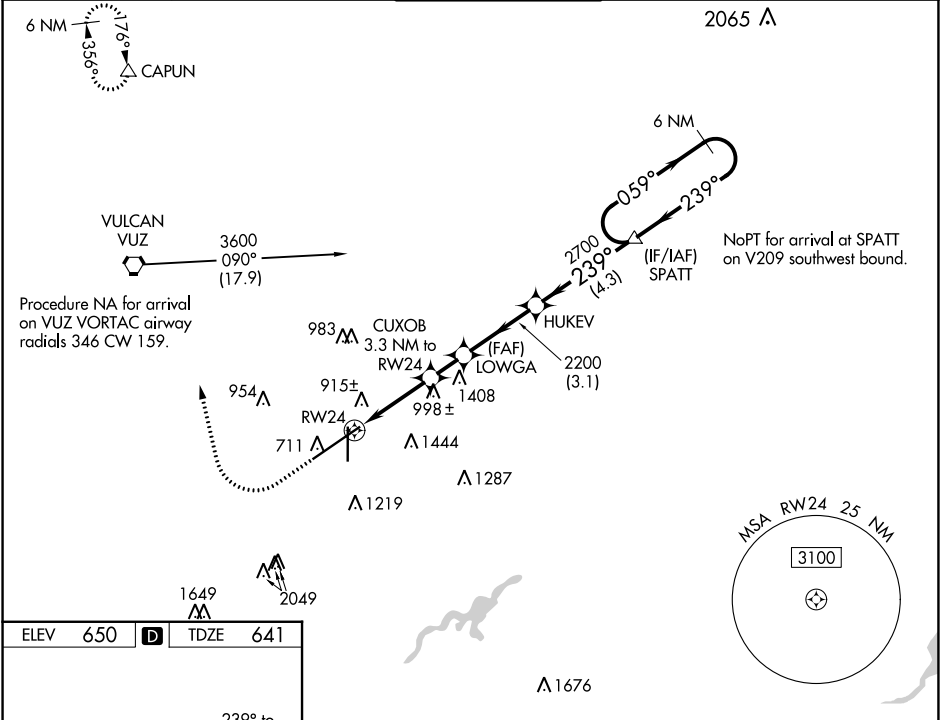 2065
6 NM
176°
356°
CAPUN
6 NM
059°
239°
VULCAN
VUZ
3600
090°
(17.9)
2700
239°
(4.3)
(IF/IAF)
SPATT
NoPT for arrival at SPATT
on V209 southwest bound.
Procedure NA for arrival
on VUZ VORTAC airway
radials 346 CW 159.
HUKEV
983
CUXOB
3.3 NM to
RW24
(FAF)
LOWGA
2200
(3.1)
954
915±
998±
1408
RW24
711
1444
1287
1219
MSA RW24 25 NM
3100
2049
1649
ELEV 650 D TDZE 641
1676
239° to